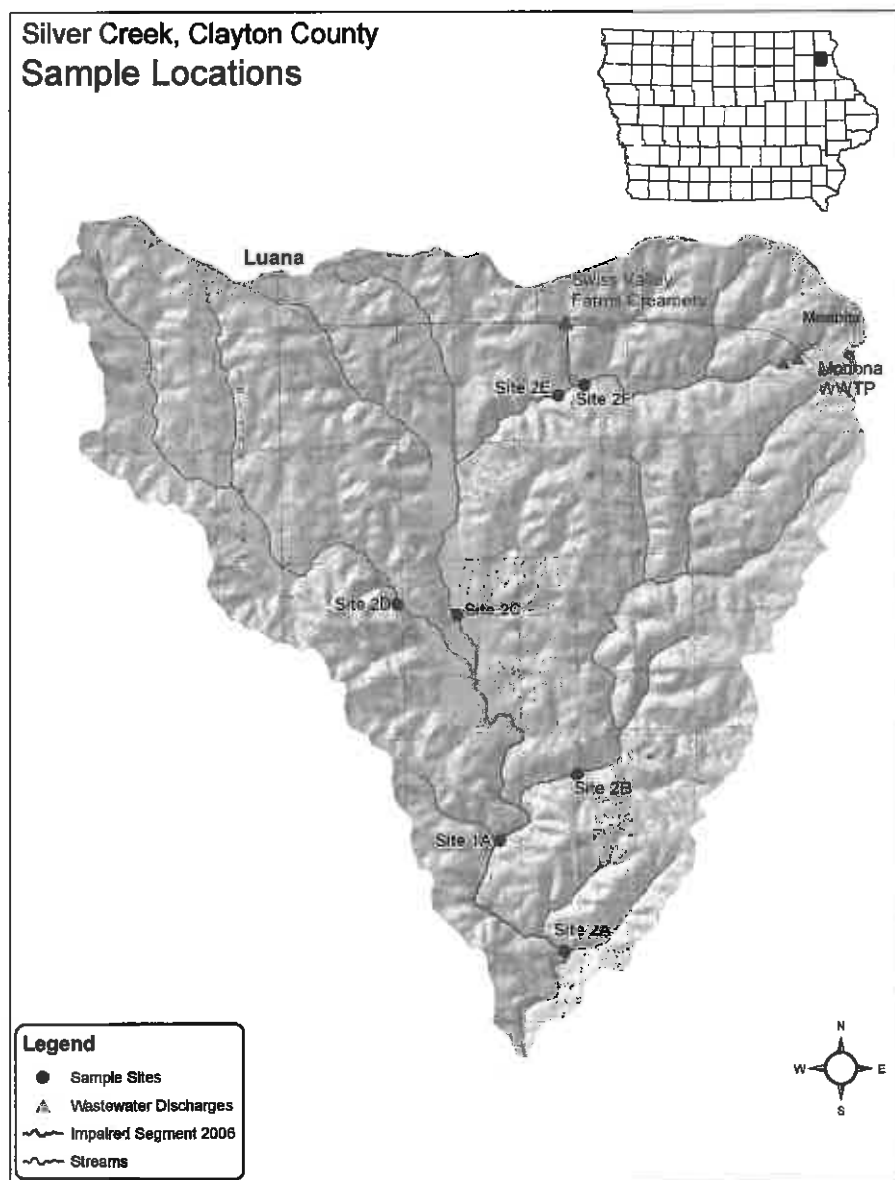 Silver Creek, Clayton County
Sample Locations
Luana
Swiss Valley
Farms Creamery
Monona
WWTP
Site 2E
Site 2F
Site 2D
Site 2C
Site 2B
Site 1A
Site 2A
Legend
Sample Sites
Wastewater Discharges
Impaired Segment 2006
Streams
N
W
E
S